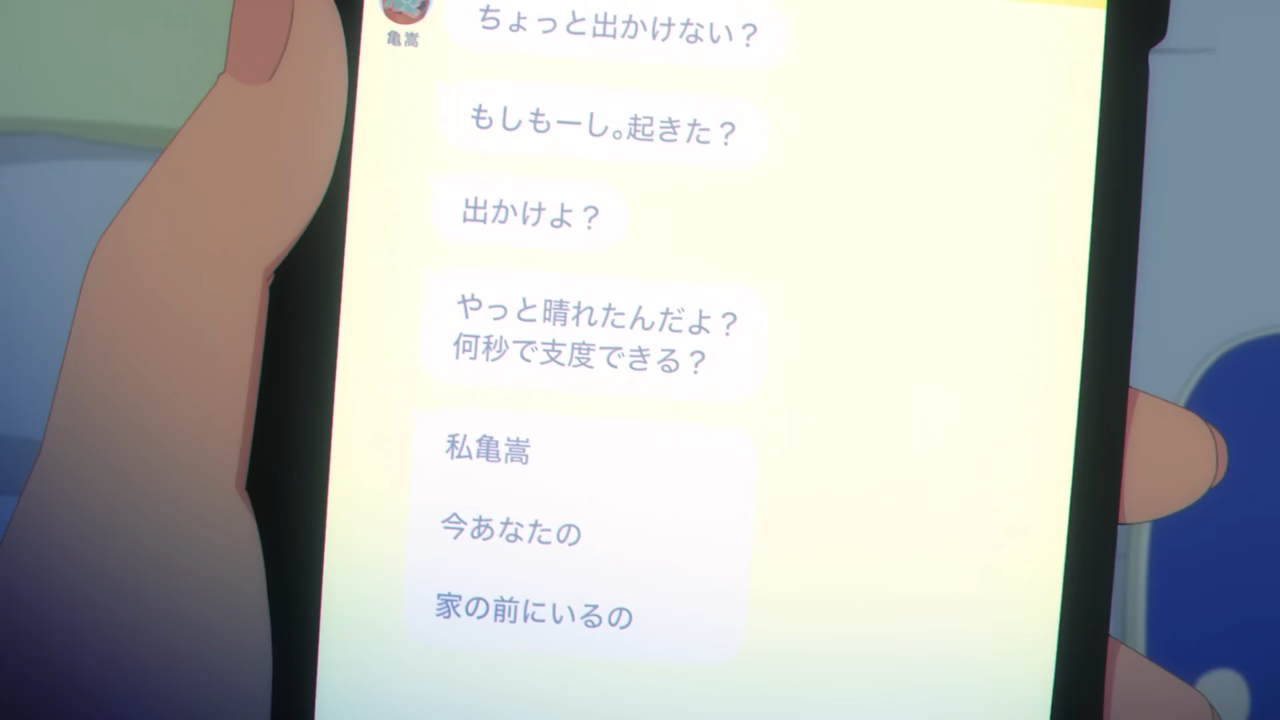 ちょっと出かけない？
亀嵩
もしもーし。起きた？
出かけよ？
やっと晴れたんだよ？
何秒で支度できる？
私亀嵩
今あなたの
家の前にいるの